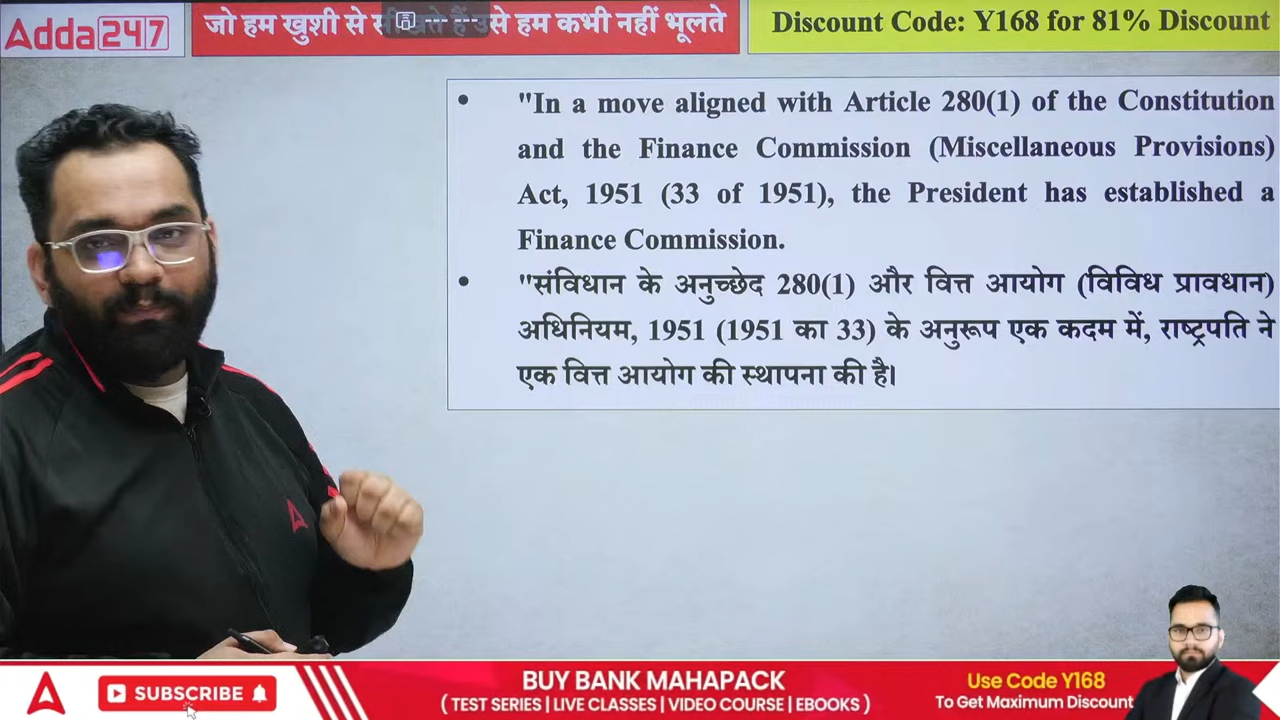 Adda247
जो हम खुशी से सीखते हैं उसे हम कभी नहीं भूलते
Discount Code: Y168 for 81% Discount
• "In a move aligned with Article 280(1) of the Constitution
and the Finance Commission (Miscellaneous Provisions)
Act, 1951 (33 of 1951), the President has established a
Finance Commission.
• "संविधान के अनुच्छेद 280(1) और वित्त आयोग (विविध प्रावधान)
अधिनियम, 1951 (1951 का 33) के अनुरूप एक कदम में, राष्ट्रपति ने
एक वित्त आयोग की स्थापना की है।
SUBSCRIBE
BUY BANK MAHAPACK
( TEST SERIES | LIVE CLASSES | VIDEO COURSE | EBOOKS )
Use Code Y168
To Get Maximum Discount